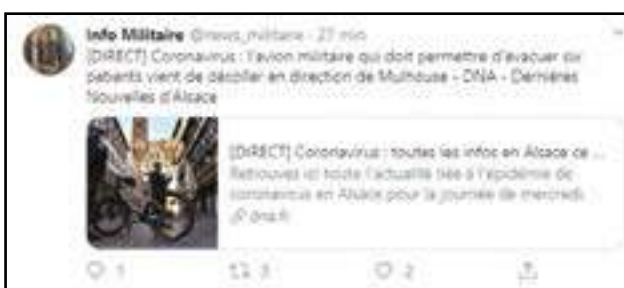 Info Militaire @news_militaire · 27 min
[DIRECT] Coronavirus : l'avion militaire qui doit permettre d'évacuer six
patients vient de décoller en direction de Mulhouse - DNA - Dernières
Nouvelles d'Alsace
[DIRECT] Coronavirus : toutes les infos en Alsace ce ...
Retrouvez ici toute l'actualité liée à l'épidémie de
coronavirus en Alsace pour la journée de mercredi.
dna.fr
1 3 2